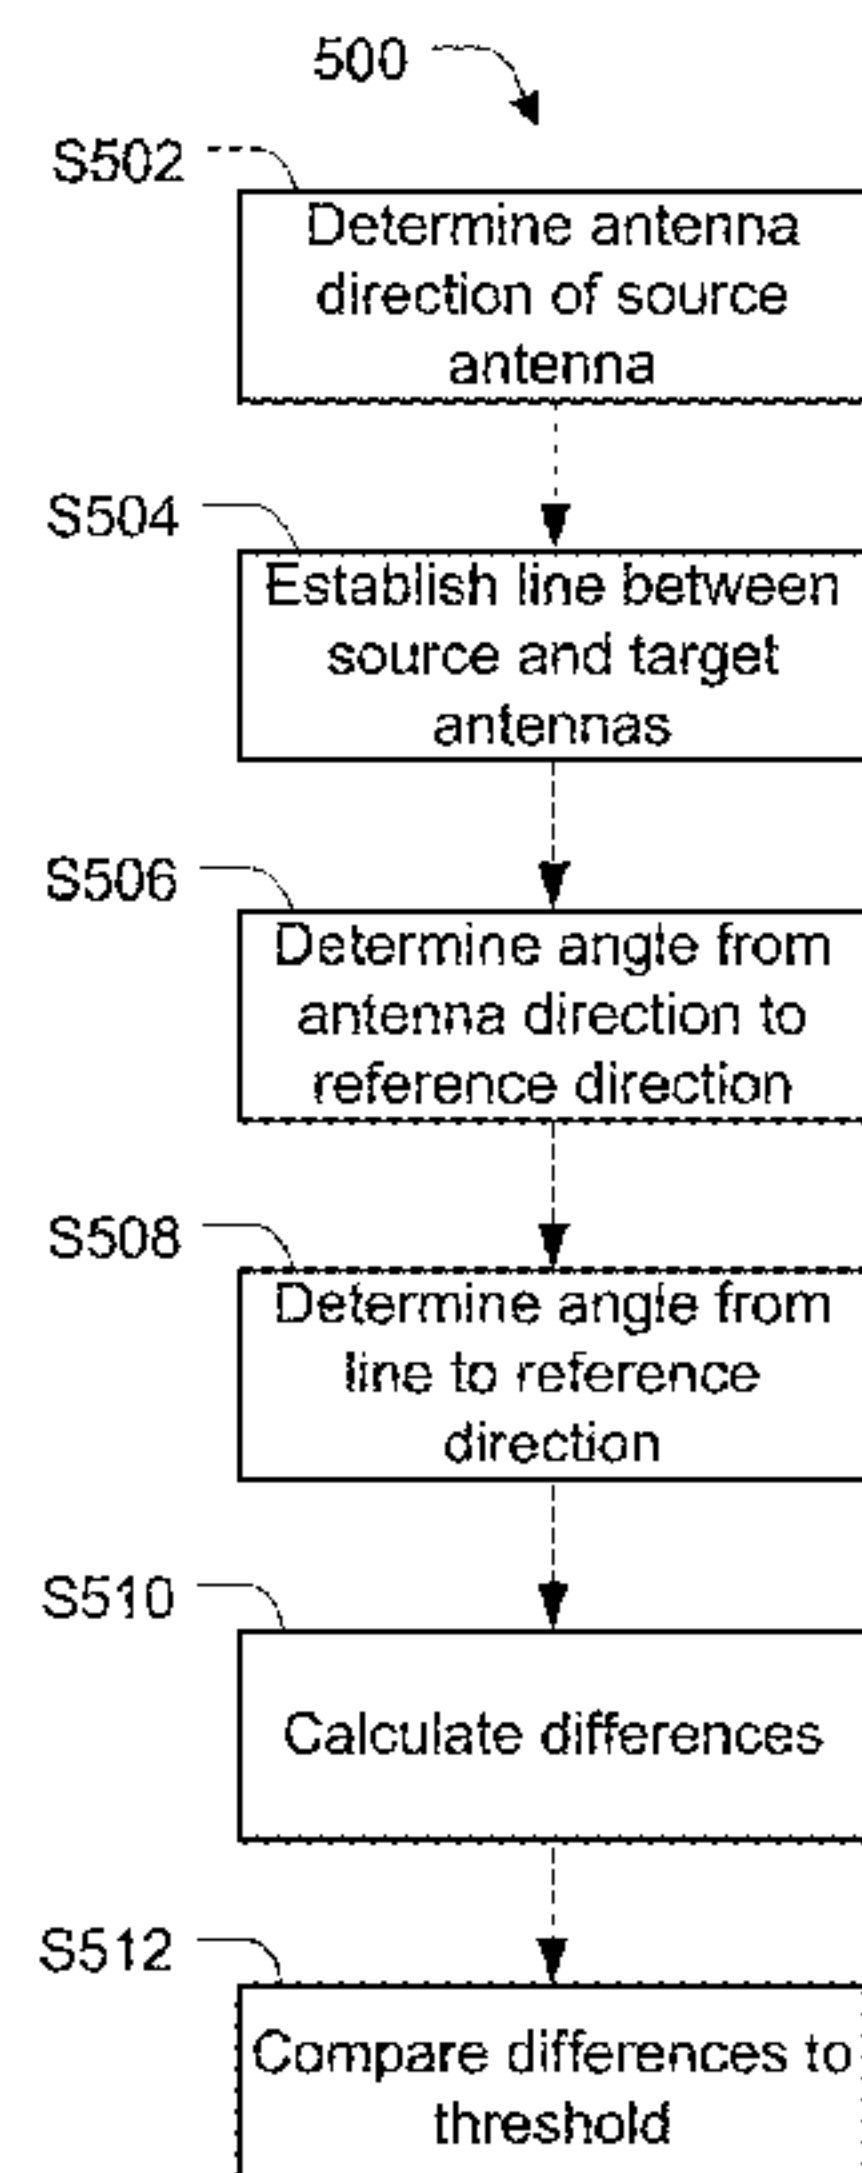 500
S502
Determine antenna
direction of source
antenna
S504
Establish line between
source and target
antennas
S506
Determine angle from
antenna direction to
reference direction
S508
Determine angle from
line to reference
direction
S510
Calculate differences
S512
Compare differences to
threshold